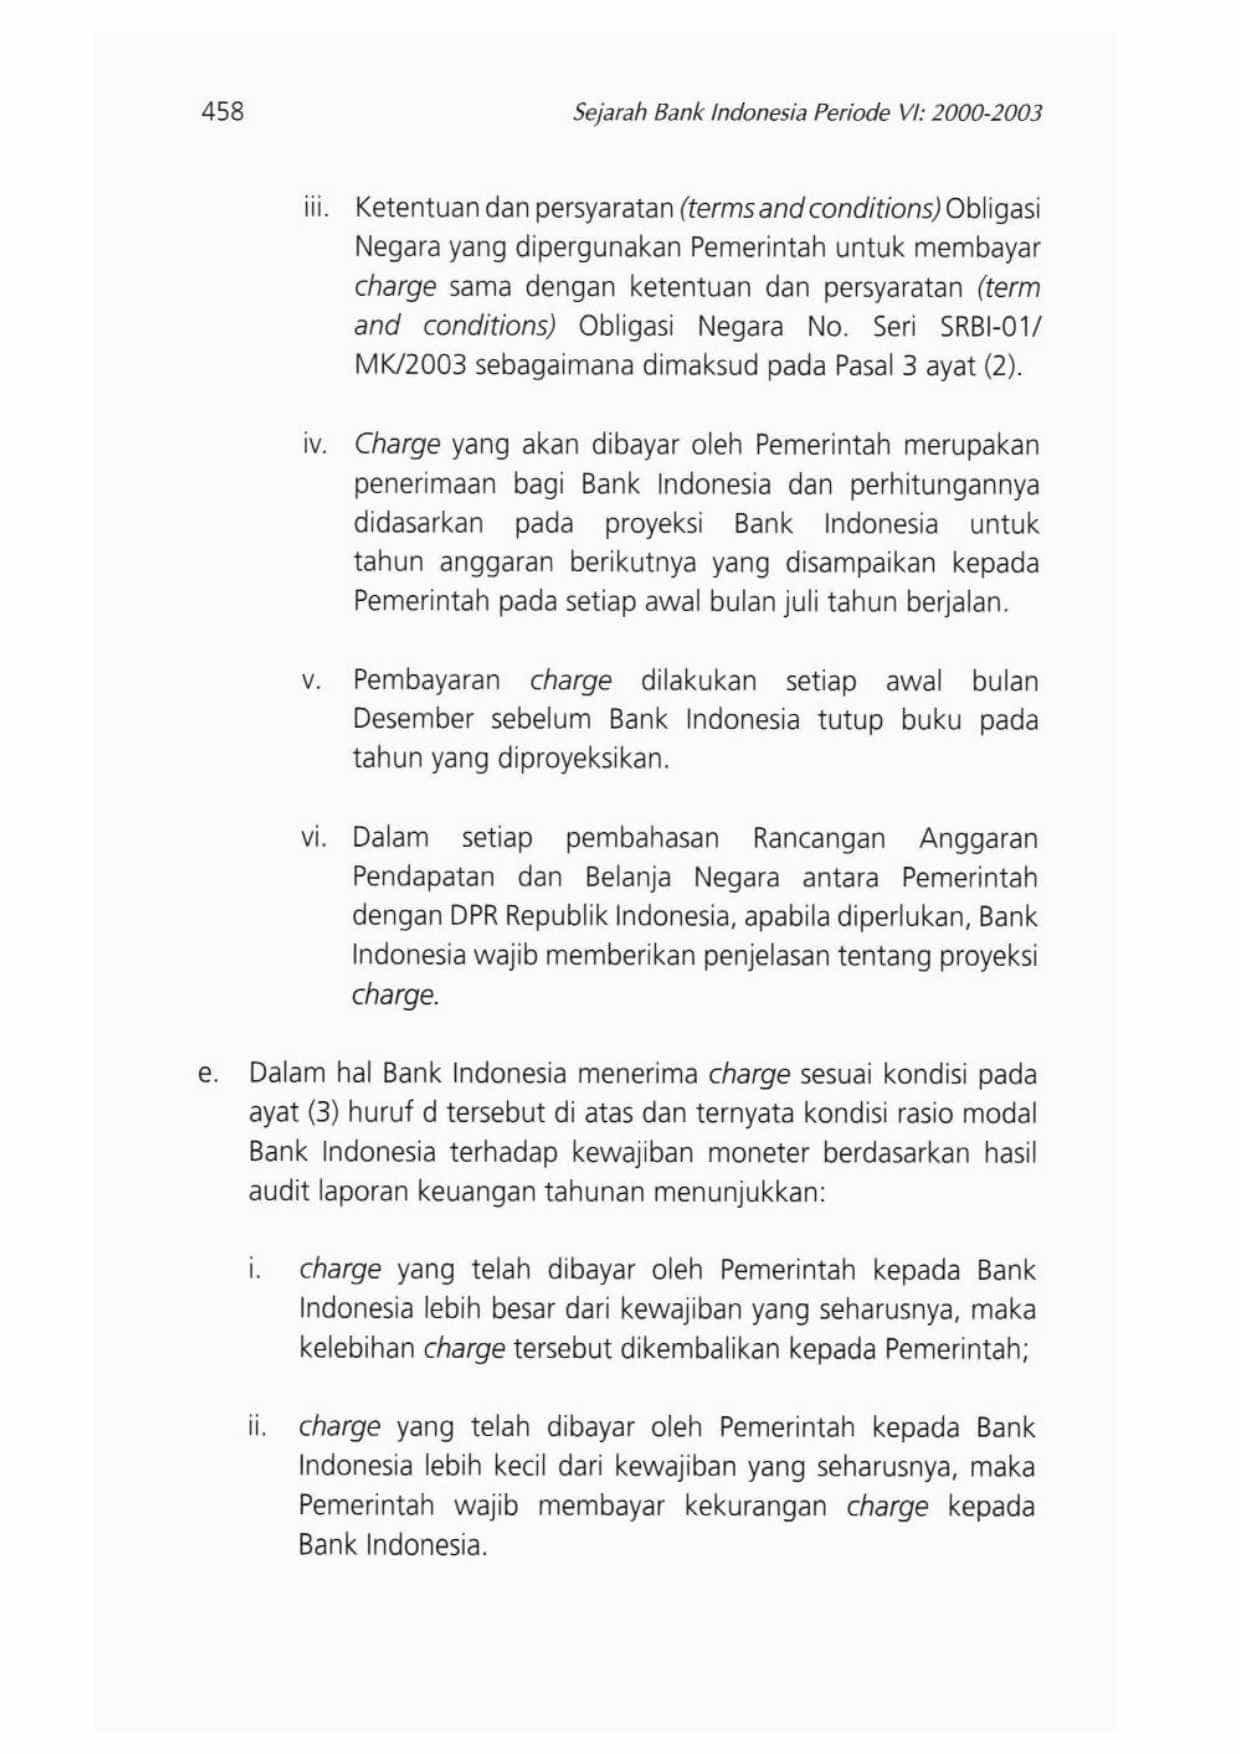 458
Sejarah Bank Indonesia Periode VI: 2000-2003
iii. Ketentuan dan persyaratan (terms and conditions) Obligasi
Negara yang dipergunakan Pemerintah untuk membayar
charge sama dengan ketentuan dan persyaratan (term
and conditions) Obligasi Negara No. Seri SRBI-01/
MK/2003 sebagaimana dimaksud pada Pasal 3 ayat (2).
iv. Charge yang akan dibayar oleh Pemerintah merupakan
penerimaan bagi Bank Indonesia dan perhitungannya
didasarkan pada proyeksi Bank Indonesia untuk
tahun anggaran berikutnya yang disampaikan kepada
Pemerintah pada setiap awal bulan juli tahun berjalan.
v. Pembayaran charge dilakukan setiap awal bulan
Desember sebelum Bank Indonesia tutup buku pada
tahun yang diproyeksikan.
vi. Dalam setiap pembahasan Rancangan Anggaran
Pendapatan dan Belanja Negara antara Pemerintah
dengan DPR Republik Indonesia, apabila diperlukan, Bank
Indonesia wajib memberikan penjelasan tentang proyeksi
charge.
e. Dalam hal Bank Indonesia menerima charge sesuai kondisi pada
ayat (3) huruf d tersebut di atas dan ternyata kondisi rasio modal
Bank Indonesia terhadap kewajiban moneter berdasarkan hasil
audit laporan keuangan tahunan menunjukkan:
i. charge yang telah dibayar oleh Pemerintah kepada Bank
Indonesia lebih besar dari kewajiban yang seharusnya, maka
kelebihan charge tersebut dikembalikan kepada Pemerintah;
ii. charge yang telah dibayar oleh Pemerintah kepada Bank
Indonesia lebih kecil dari kewajiban yang seharusnya, maka
Pemerintah wajib membayar kekurangan charge kepada
Bank Indonesia.